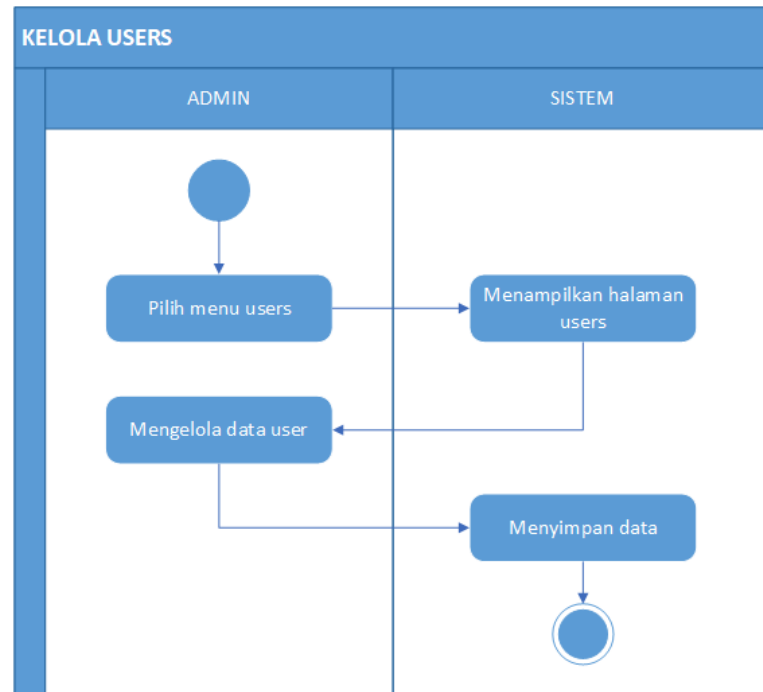 KELOLA USERS
ADMIN
SISTEM
Pilih menu users
Menampilkan halaman
users
Mengelola data user
Menyimpan data